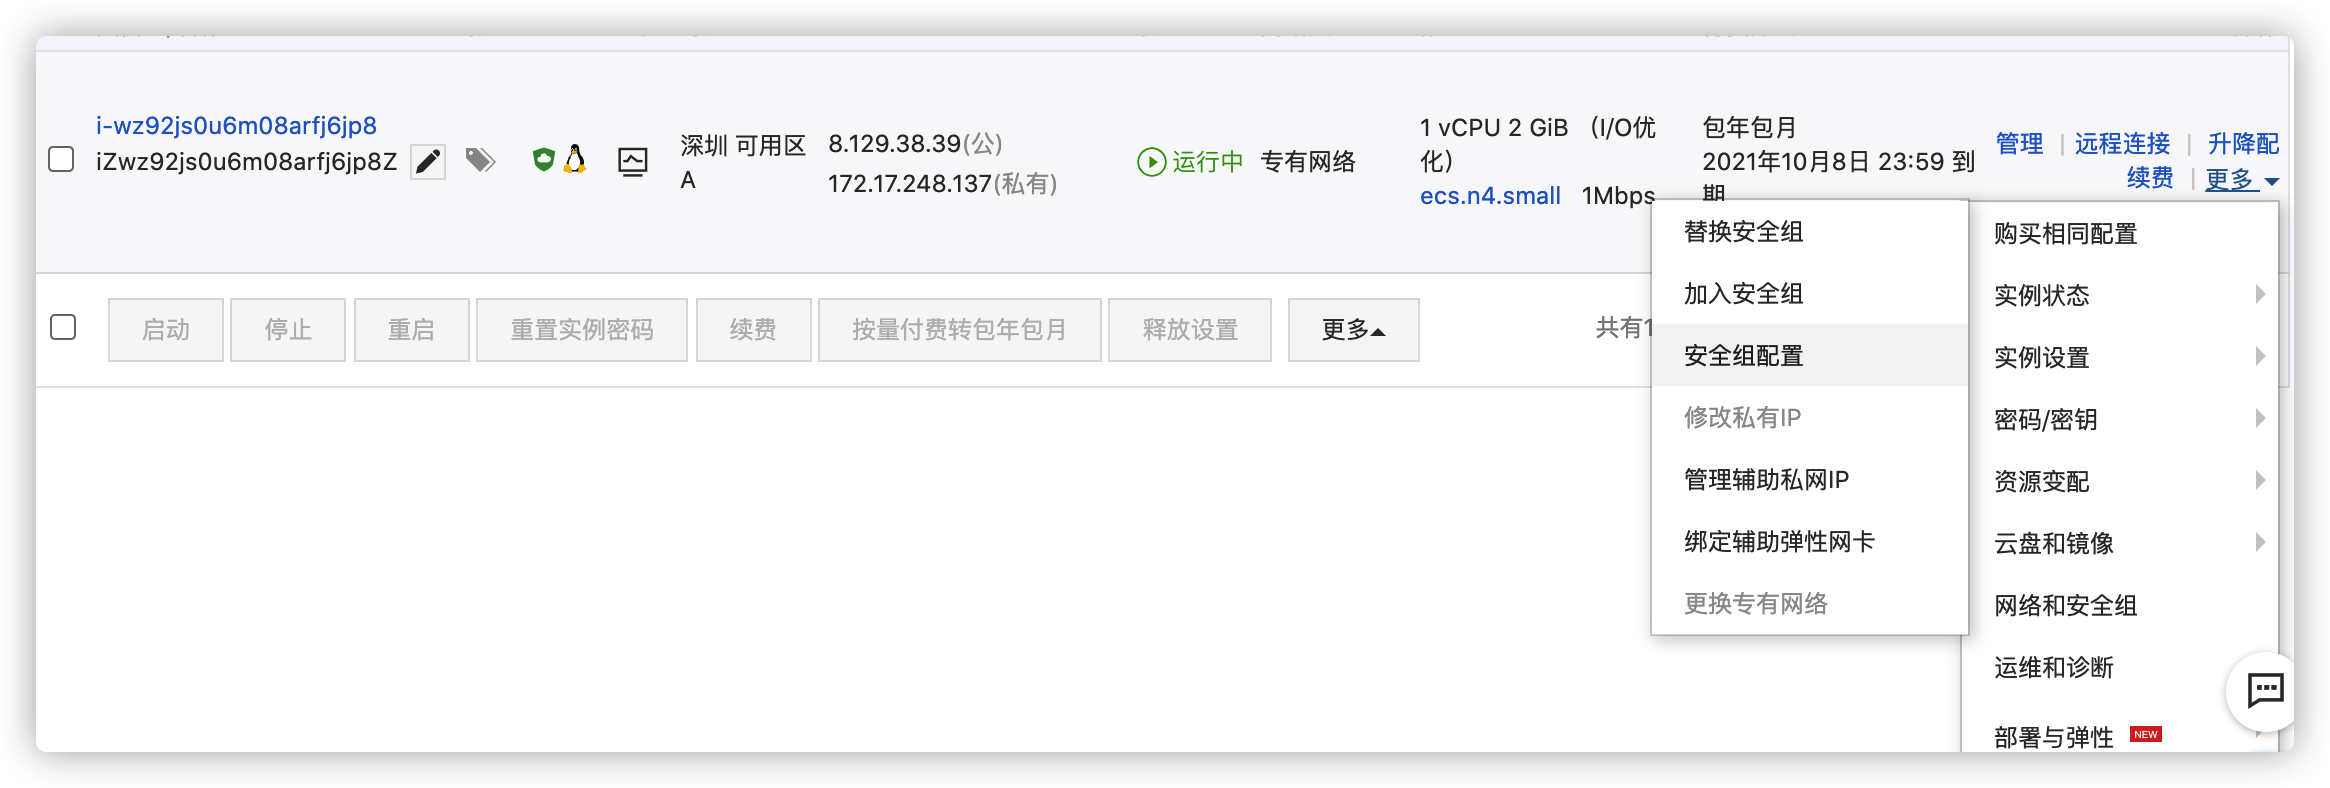 i-wz92js0u6m08arfj6jp8
iZwz92js0u6m08arfj6jp8Z
深圳 可用区
A
8.129.38.39(公)
172.17.248.137(私有)
运行中
专有网络
1 vCPU 2 GiB （I/O优
化）
ecs.n4.small 1Mbps
包年包月
2021年10月8日 23:59 到
期
管理 | 远程连接 | 升降配
续费 | 更多
启动
停止
重启
重置实例密码
续费
按量付费转包年包月
释放设置
更多
共有1
替换安全组
加入安全组
安全组配置
修改私有IP
管理辅助私网IP
绑定辅助弹性网卡
更换专有网络
购买相同配置
实例状态
实例设置
密码/密钥
资源变配
云盘和镜像
网络和安全组
运维和诊断
部署与弹性 NEW